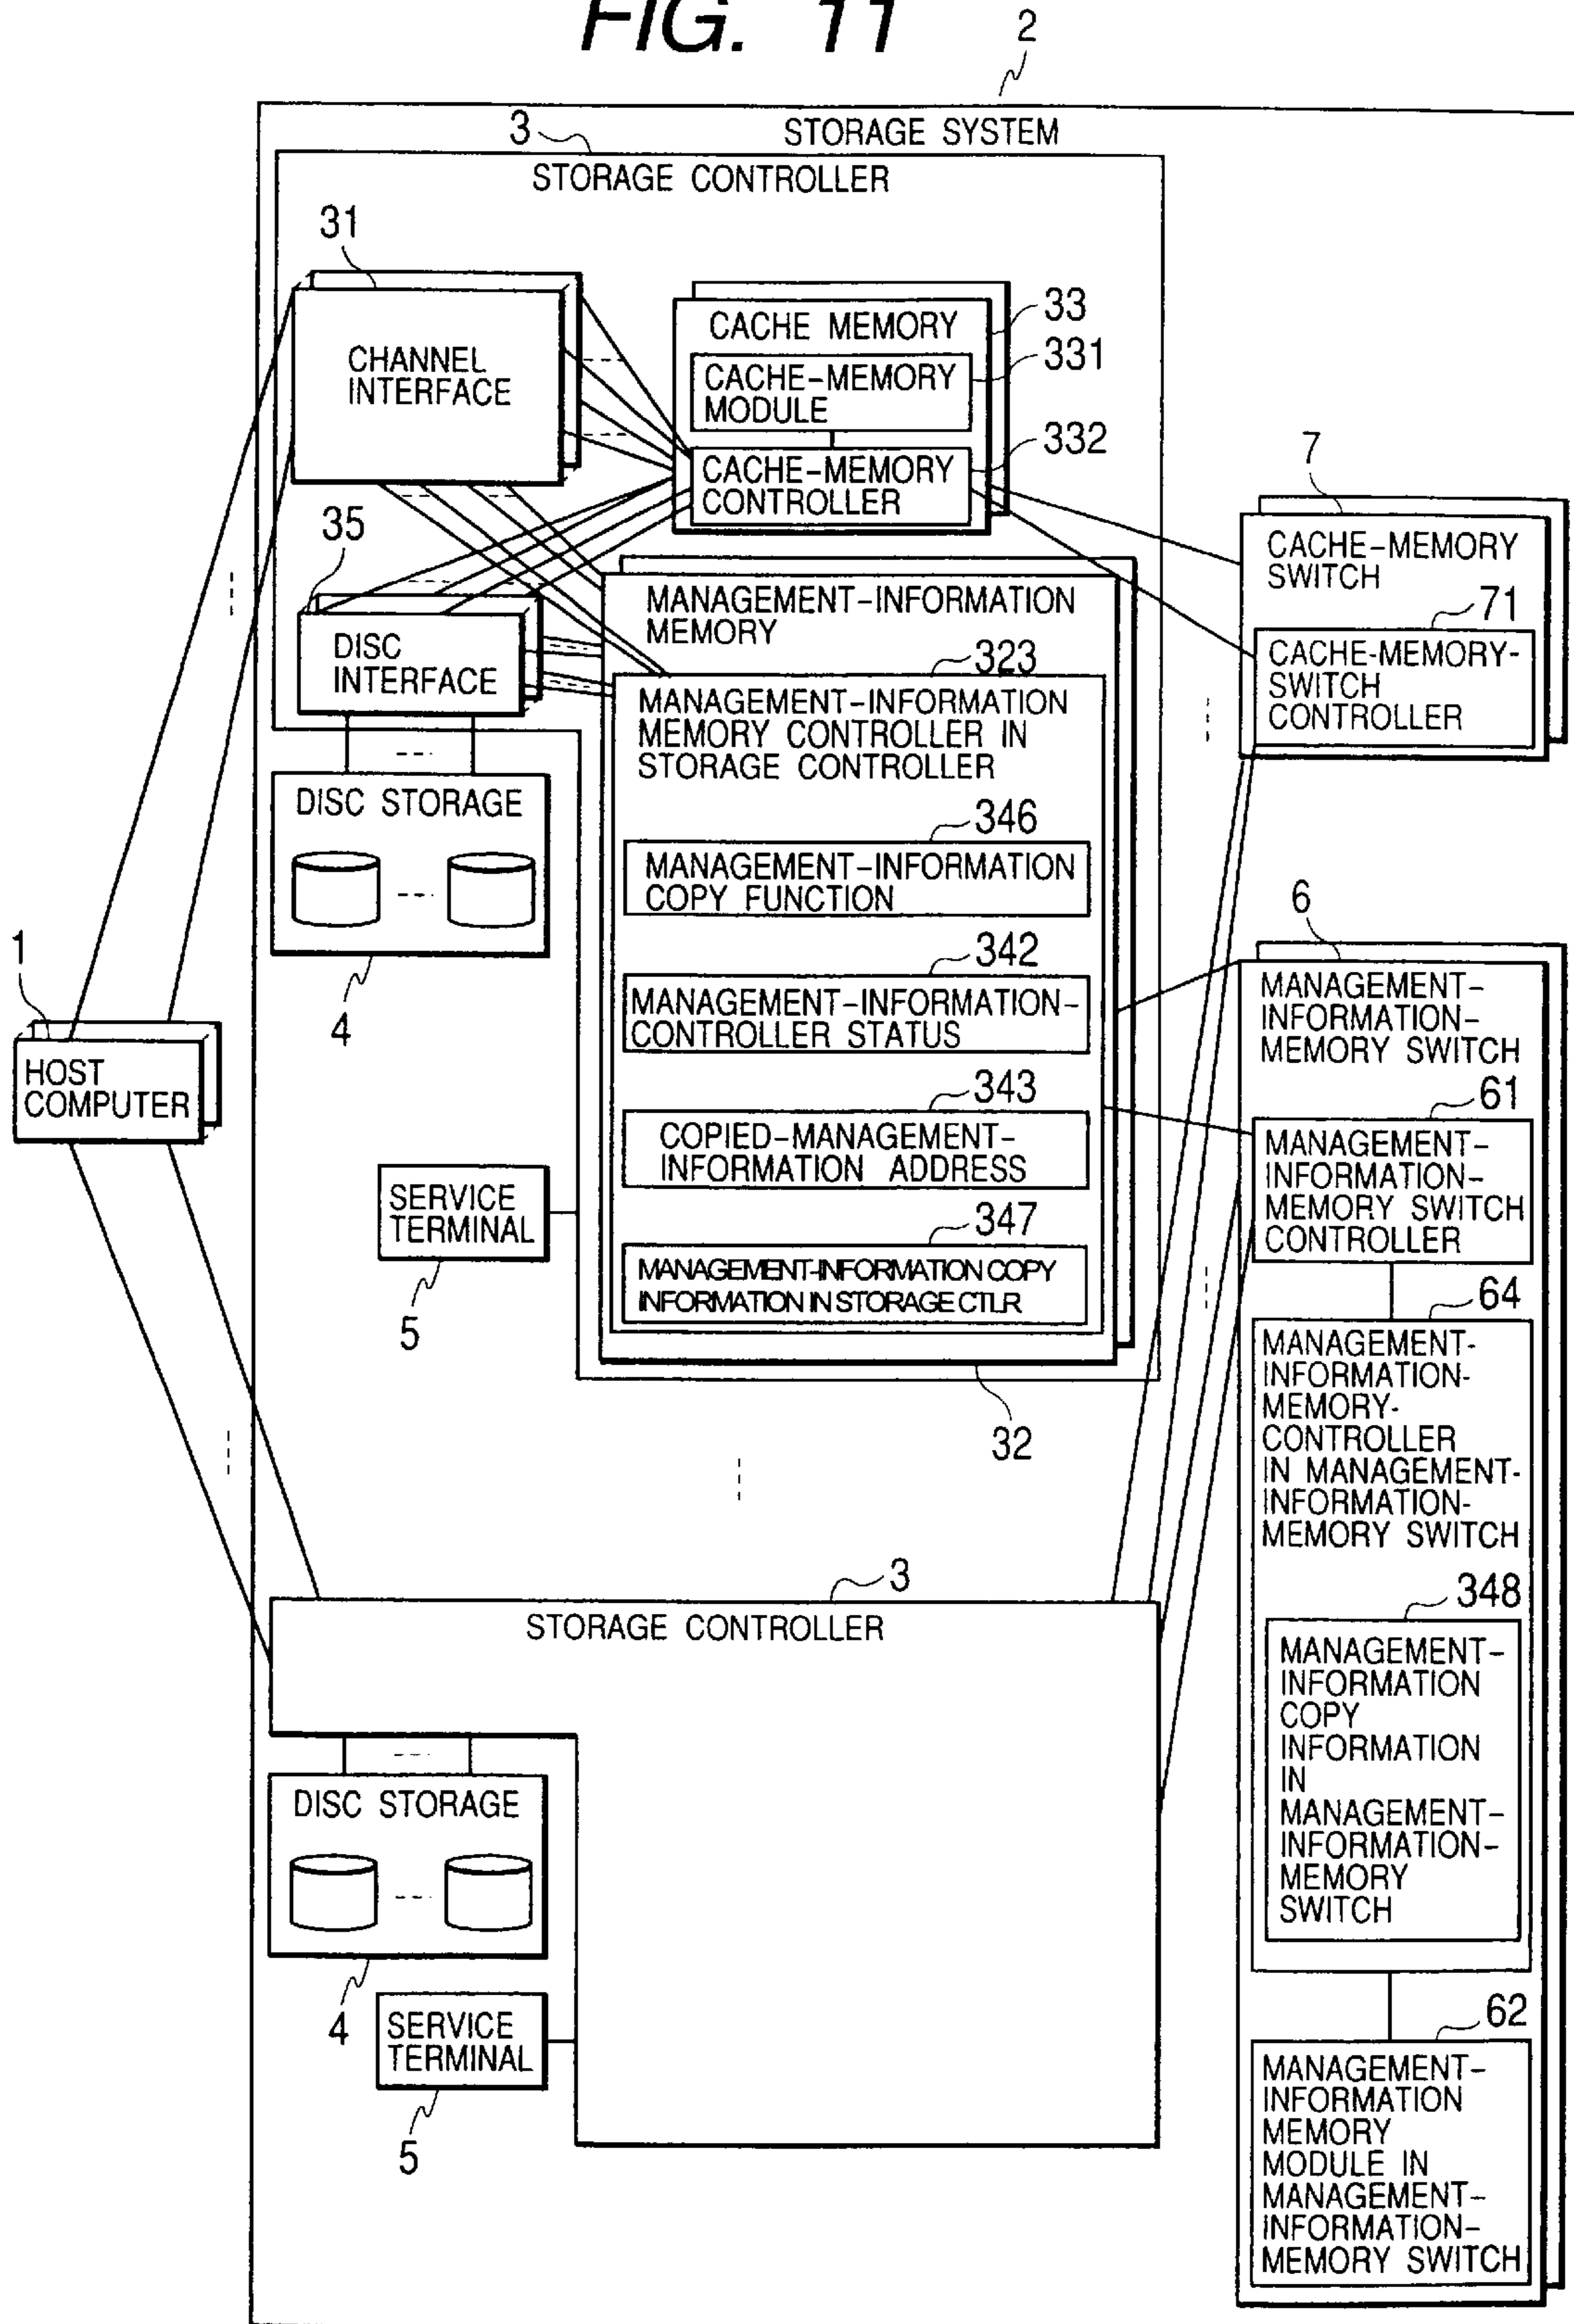 FIG. 11
2
STORAGE SYSTEM
3
STORAGE CONTROLLER
31
CHANNEL
INTERFACE
33
CACHE MEMORY
331
CACHE-MEMORY
MODULE
332
CACHE-MEMORY
CONTROLLER
7
CACHE-MEMORY
SWITCH
71
CACHE-MEMORY-
SWITCH
CONTROLLER
35
DISC
INTERFACE
MANAGEMENT-INFORMATION
MEMORY
323
MANAGEMENT-INFORMATION
MEMORY CONTROLLER IN
STORAGE CONTROLLER
DISC STORAGE
4
346
MANAGEMENT-INFORMATION
COPY FUNCTION
342
MANAGEMENT-INFORMATION-
CONTROLLER STATUS
343
COPIED-MANAGEMENT-
INFORMATION ADDRESS
347
MANAGEMENT-INFORMATION COPY
INFORMATION IN STORAGE CTLR
32
1
HOST
COMPUTER
SERVICE
TERMINAL
5
6
MANAGEMENT-
INFORMATION-
MEMORY SWITCH
61
MANAGEMENT-
INFORMATION-
MEMORY SWITCH
CONTROLLER
64
MANAGEMENT-
INFORMATION-
MEMORY-
CONTROLLER
IN MANAGEMENT-
INFORMATION-
MEMORY SWITCH
348
MANAGEMENT-
INFORMATION
COPY
INFORMATION
IN
MANAGEMENT-
INFORMATION-
MEMORY
SWITCH
62
MANAGEMENT-
INFORMATION
MEMORY
MODULE IN
MANAGEMENT-
INFORMATION-
MEMORY SWITCH
3
STORAGE CONTROLLER
DISC STORAGE
4
SERVICE
TERMINAL
5